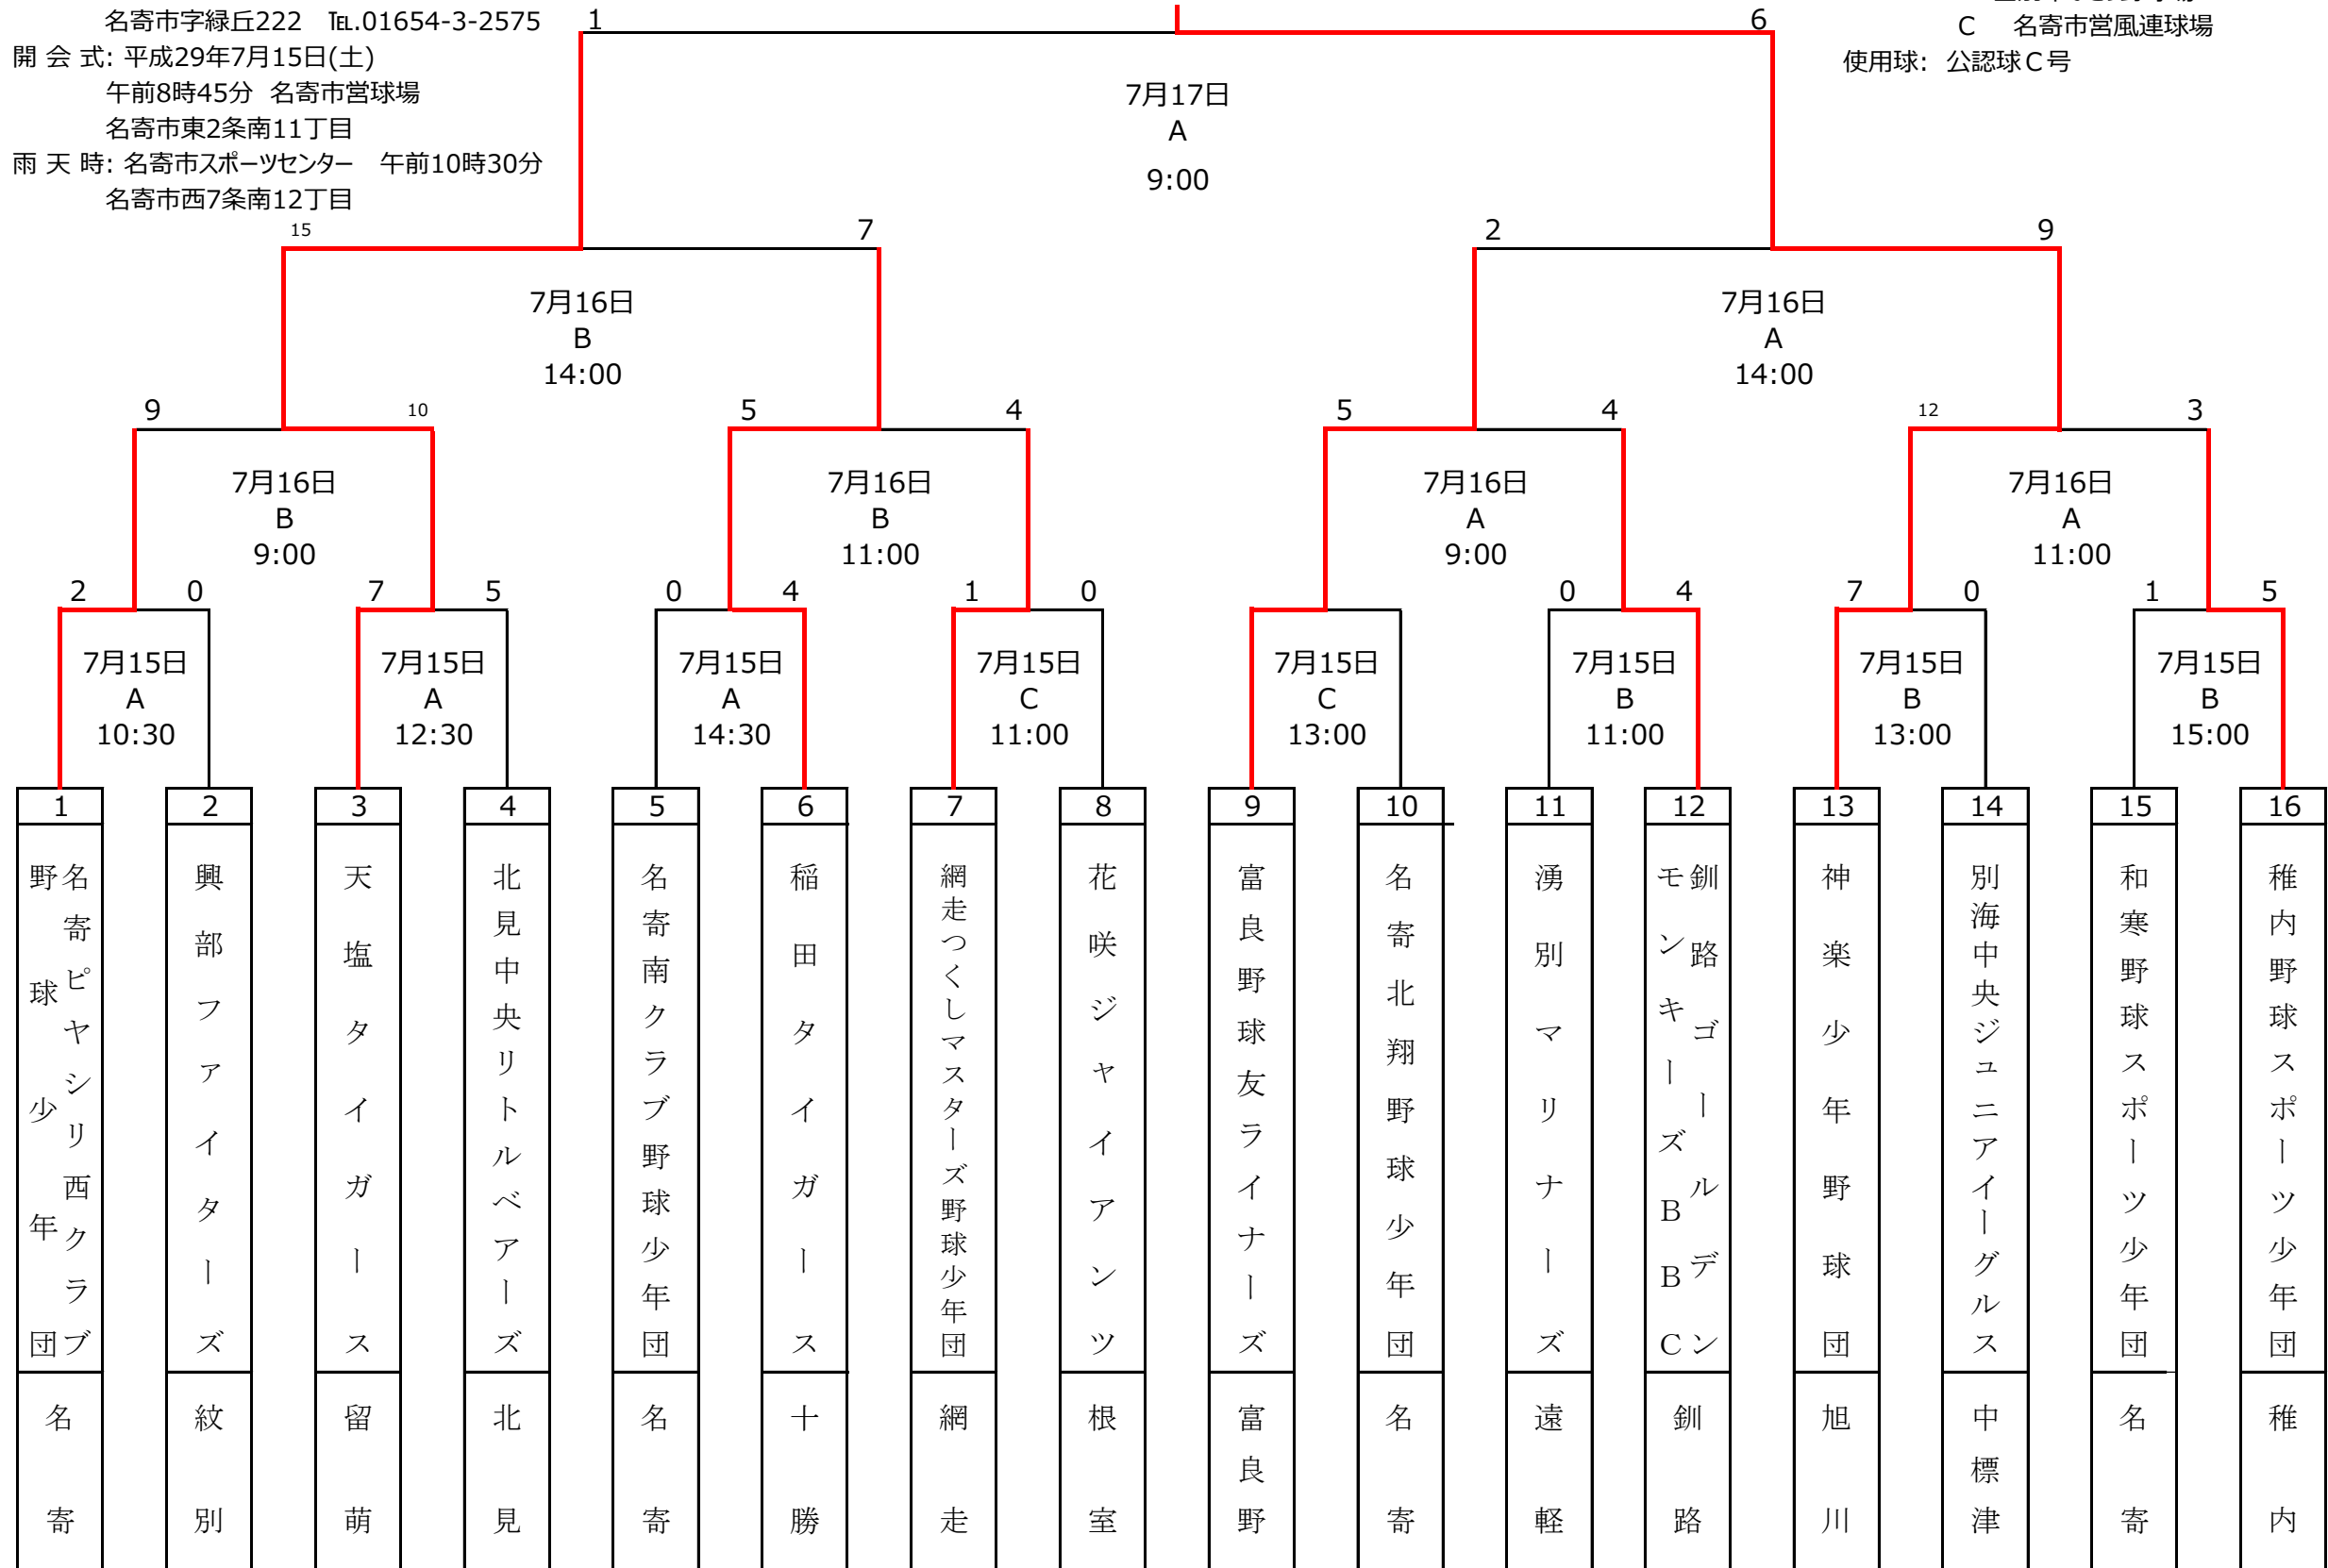 名寄市字緑丘222 ℡.01654-3-2575
開 会 式: 平成29年7月15日(土)
午前8時45分 名寄市営球場
名寄市東2条南11丁目
雨 天 時: 名寄市スポーツセンター 午前10時30分
名寄市西7条南12丁目
C 名寄市営風連球場
使用球: 公認球C号
1
6
7月17日
A
9:00
15
7
2
9
7月16日
B
14:00
7月16日
A
14:00
9
10
5
4
5
4
12
3
7月16日
B
9:00
7月16日
B
11:00
7月16日
A
9:00
7月16日
A
11:00
2
0
7
5
0
4
1
0
0
4
7
0
1
5
7月15日
A
10:30
7月15日
A
12:30
7月15日
A
14:30
7月15日
C
11:00
7月15日
C
13:00
7月15日
B
11:00
7月15日
B
13:00
7月15日
B
15:00
1
名寄ピヤシリ西クラブ
野球少年団
名寄
2
興部ファイターズ
紋別
3
天塩タイガース
留萌
4
北見中央リトルベアーズ
北見
5
名寄南クラブ野球少年団
名寄
6
稲田タイガース
十勝
7
網走つくしマスターズ野球少年団
網走
8
花咲ジャイアンツ
根室
9
富良野球友ライナーズ
富良野
10
名寄北翔野球少年団
名寄
11
湧別マリナーズ
遠軽
12
釧路ゴールデン
モンキーズBBC
釧路
13
神楽少年野球団
旭川
14
別海中央ジュニアイーグルス
中標津
15
和寒野球スポーツ少年団
名寄
16
稚内野球スポーツ少年団
稚内